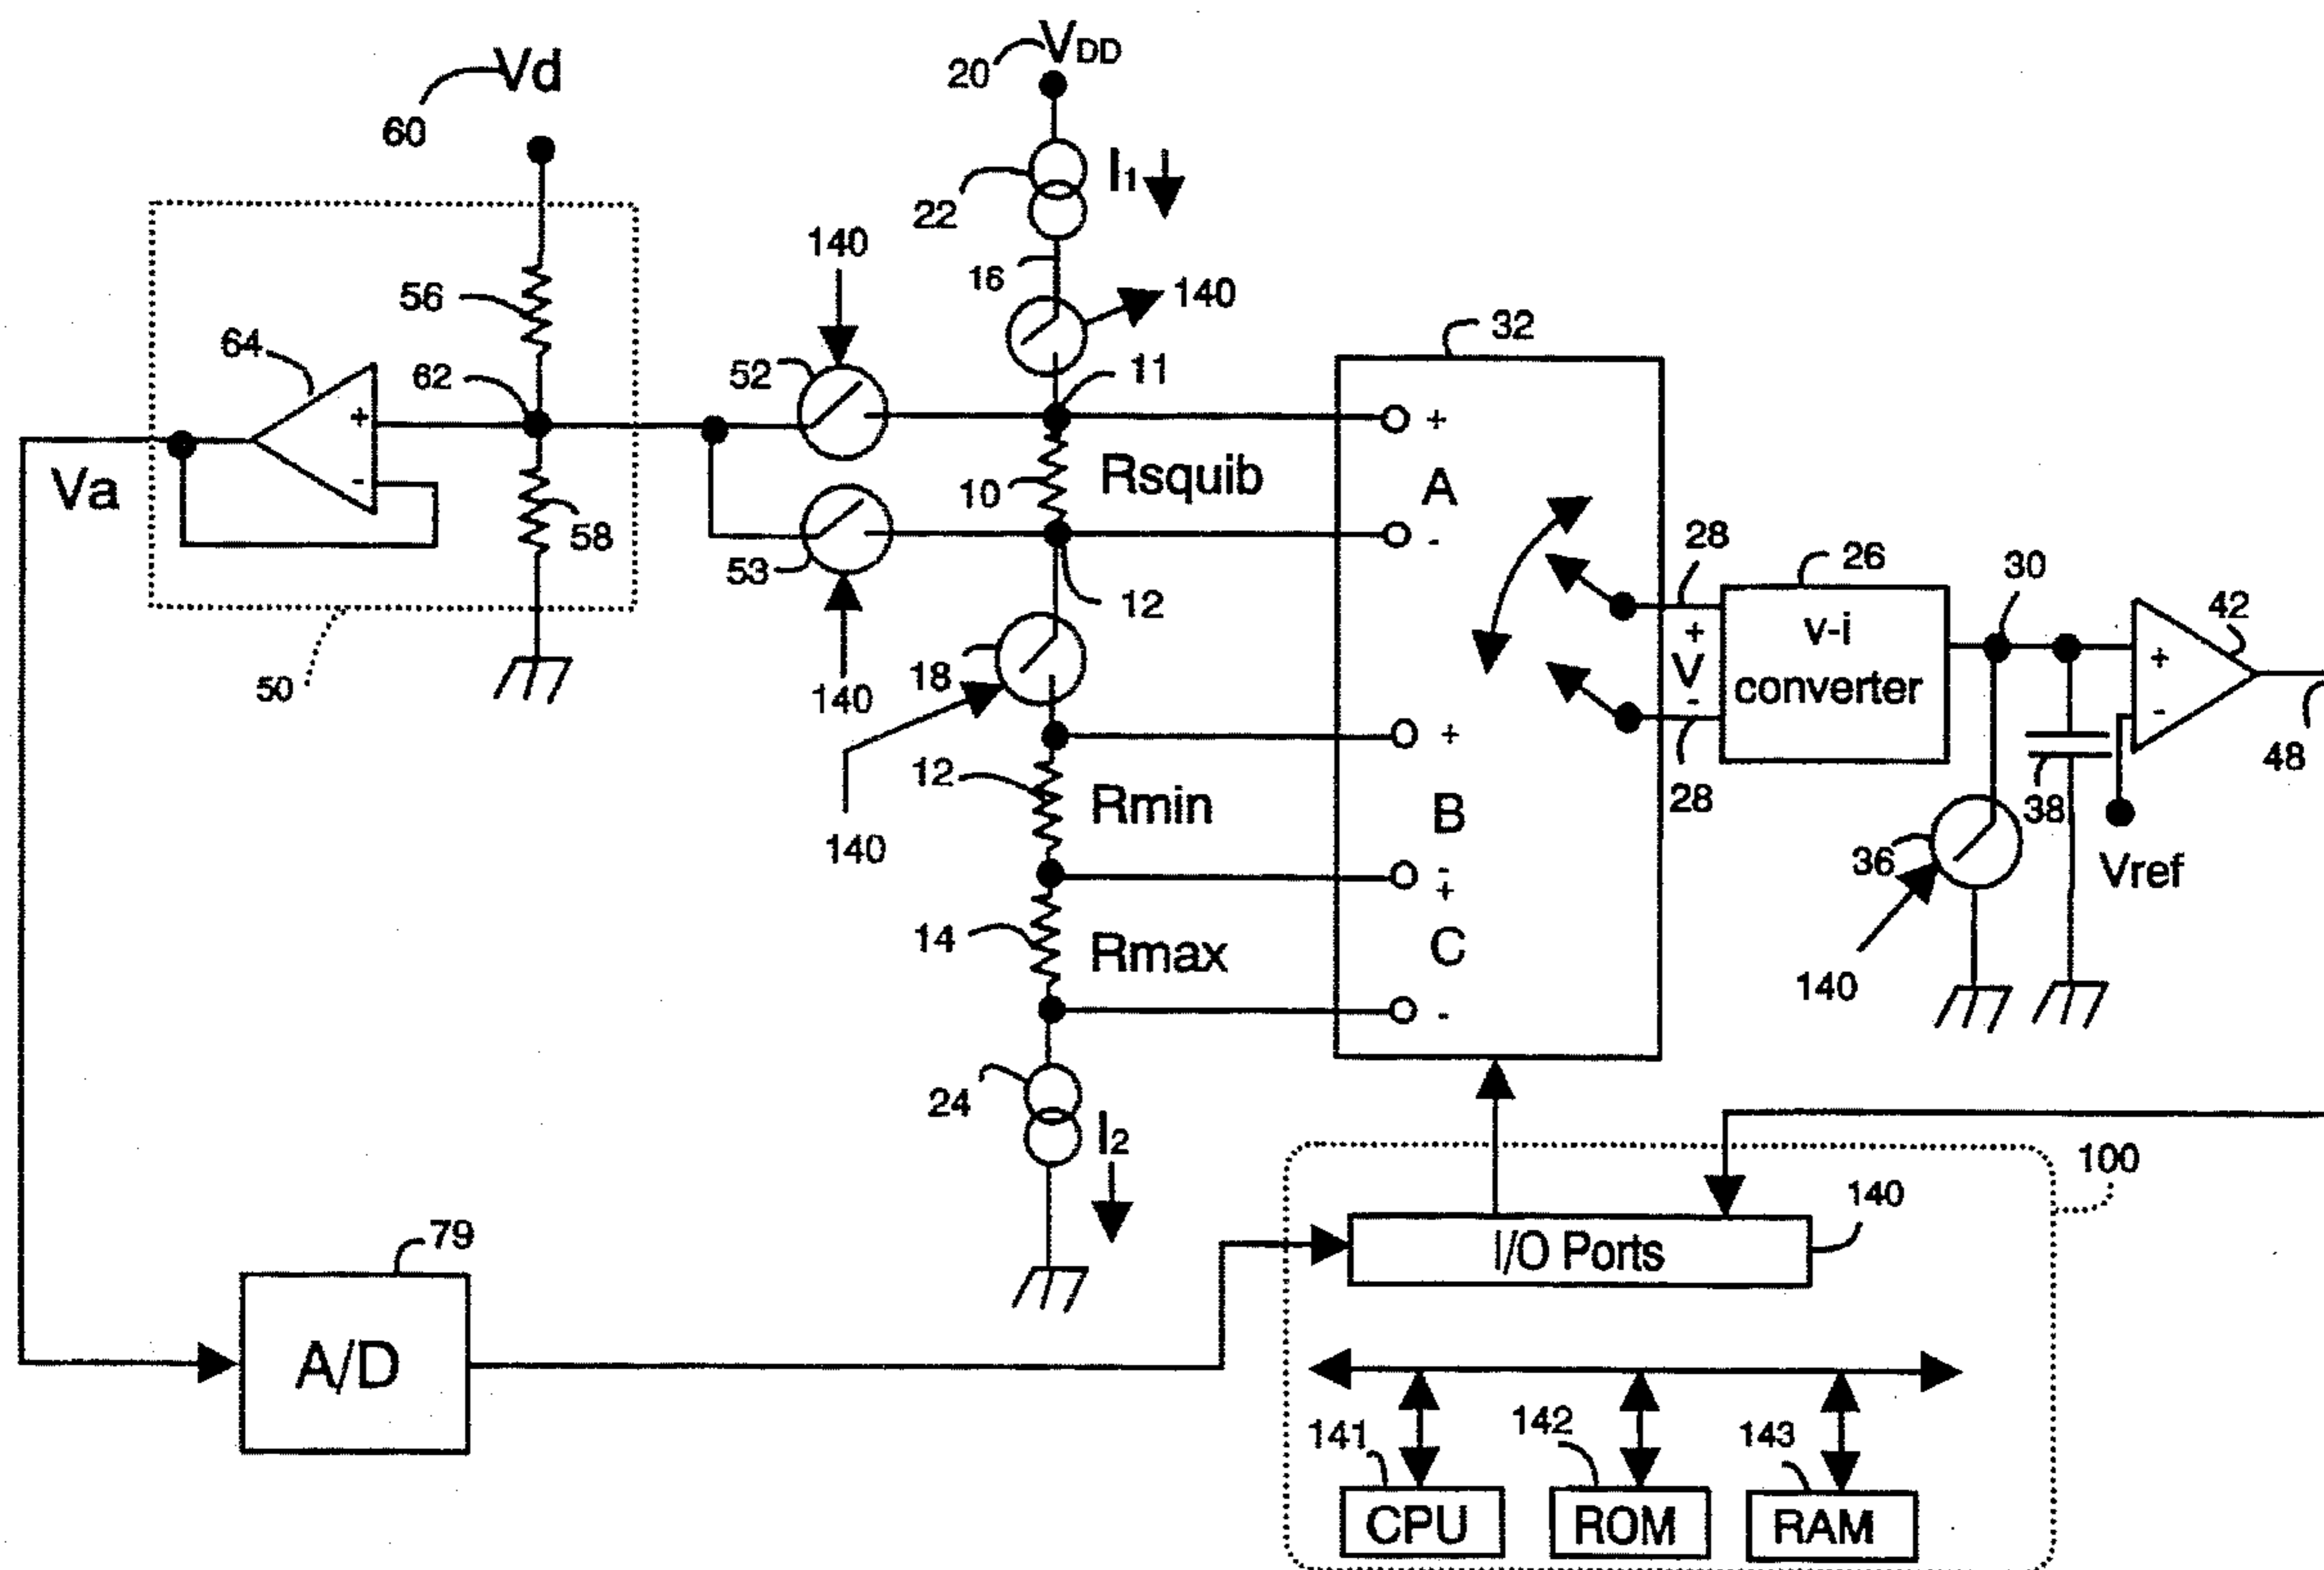 VDD
20
Vd
60
22
I1
16
140
140
56
64
62
52
11
32
+
-
+
A
-
Rsquib
10
Va
58
53
12
140
50
18
140
28
+
V
-
28
26
v-i
converter
30
42
+
-
48
38
Vref
36
140
+
B
-
12
Rmin
+
C
-
14
Rmax
24
I2
100
140
I/O Ports
79
A/D
141
142
143
CPU
ROM
RAM